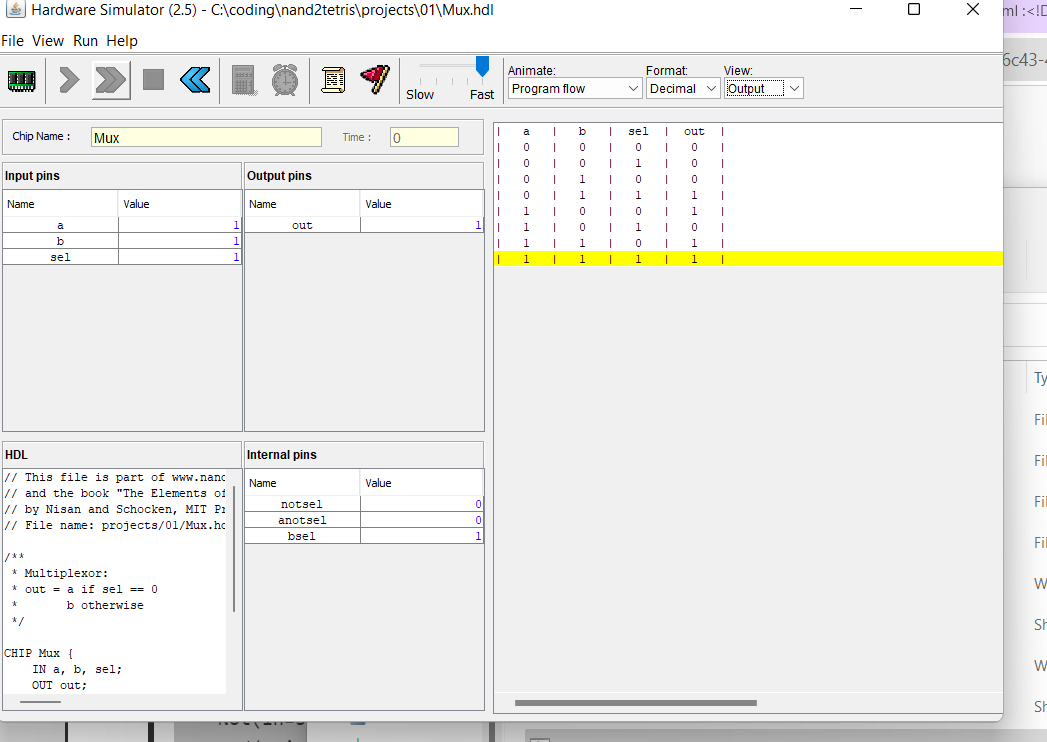 Hardware Simulator (2.5) - C:\coding\nand2tetris\projects\01\Mux.hdl
File View Run Help
Slow Fast
Animate: Format: View:
Program flow Decimal Output
Chip Name : Mux Time : 0
Input pins
Name Value
a 1
b 1
sel 1
Output pins
Name Value
out 1
| a | b | sel | out |
| 0 | 0 | 0 | 0 |
| 0 | 0 | 1 | 0 |
| 0 | 1 | 0 | 0 |
| 0 | 1 | 1 | 1 |
| 1 | 0 | 0 | 1 |
| 1 | 0 | 1 | 0 |
| 1 | 1 | 0 | 1 |
| 1 | 1 | 1 | 1 |
HDL
// This file is part of www.nand
// and the book "The Elements of
// by Nisan and Schocken, MIT Pr
// File name: projects/01/Mux.hd
/**
* Multiplexor:
* out = a if sel == 0
* b otherwise
*/
CHIP Mux {
IN a, b, sel;
OUT out;
Internal pins
Name Value
notsel 0
anotsel 0
bsel 1
ml :<!D
6c43-4
Ty
Fil
Fil
Fil
Fil
W
Sh
W
Sh